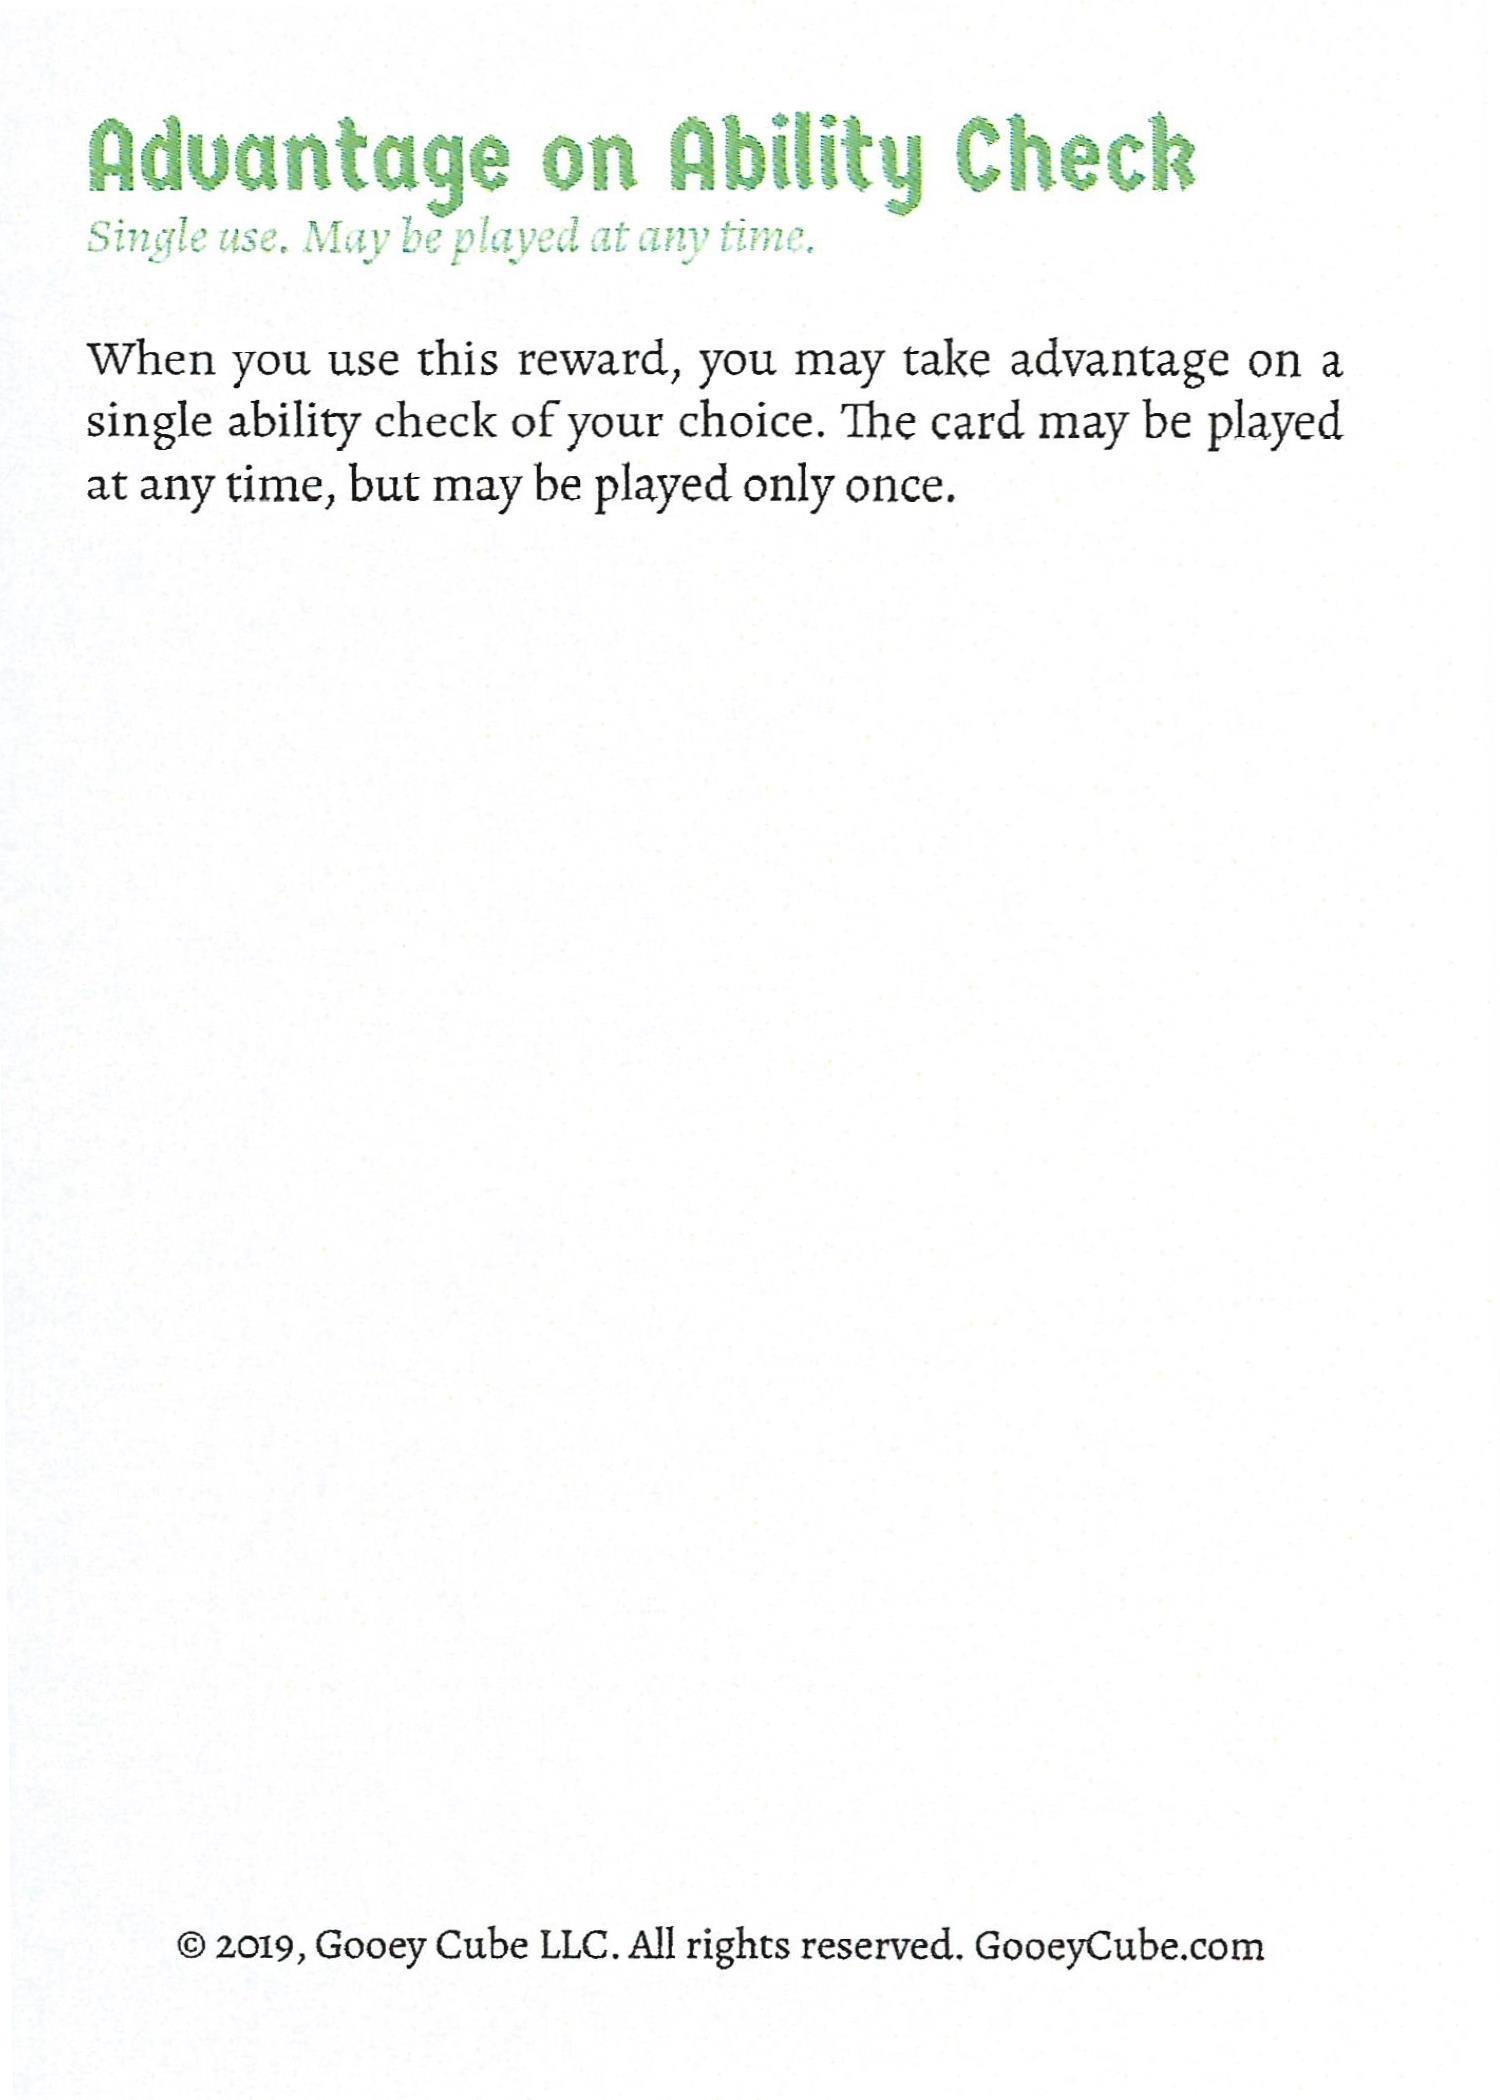 Advantage on Ability Check
Single use. May be played at any time.
When you use this reward, you may take advantage on a
single ability check of your choice. The card may be played
at any time, but may be played only once.
© 2019, Gooey Cube LLC. All rights reserved. GooeyCube.com